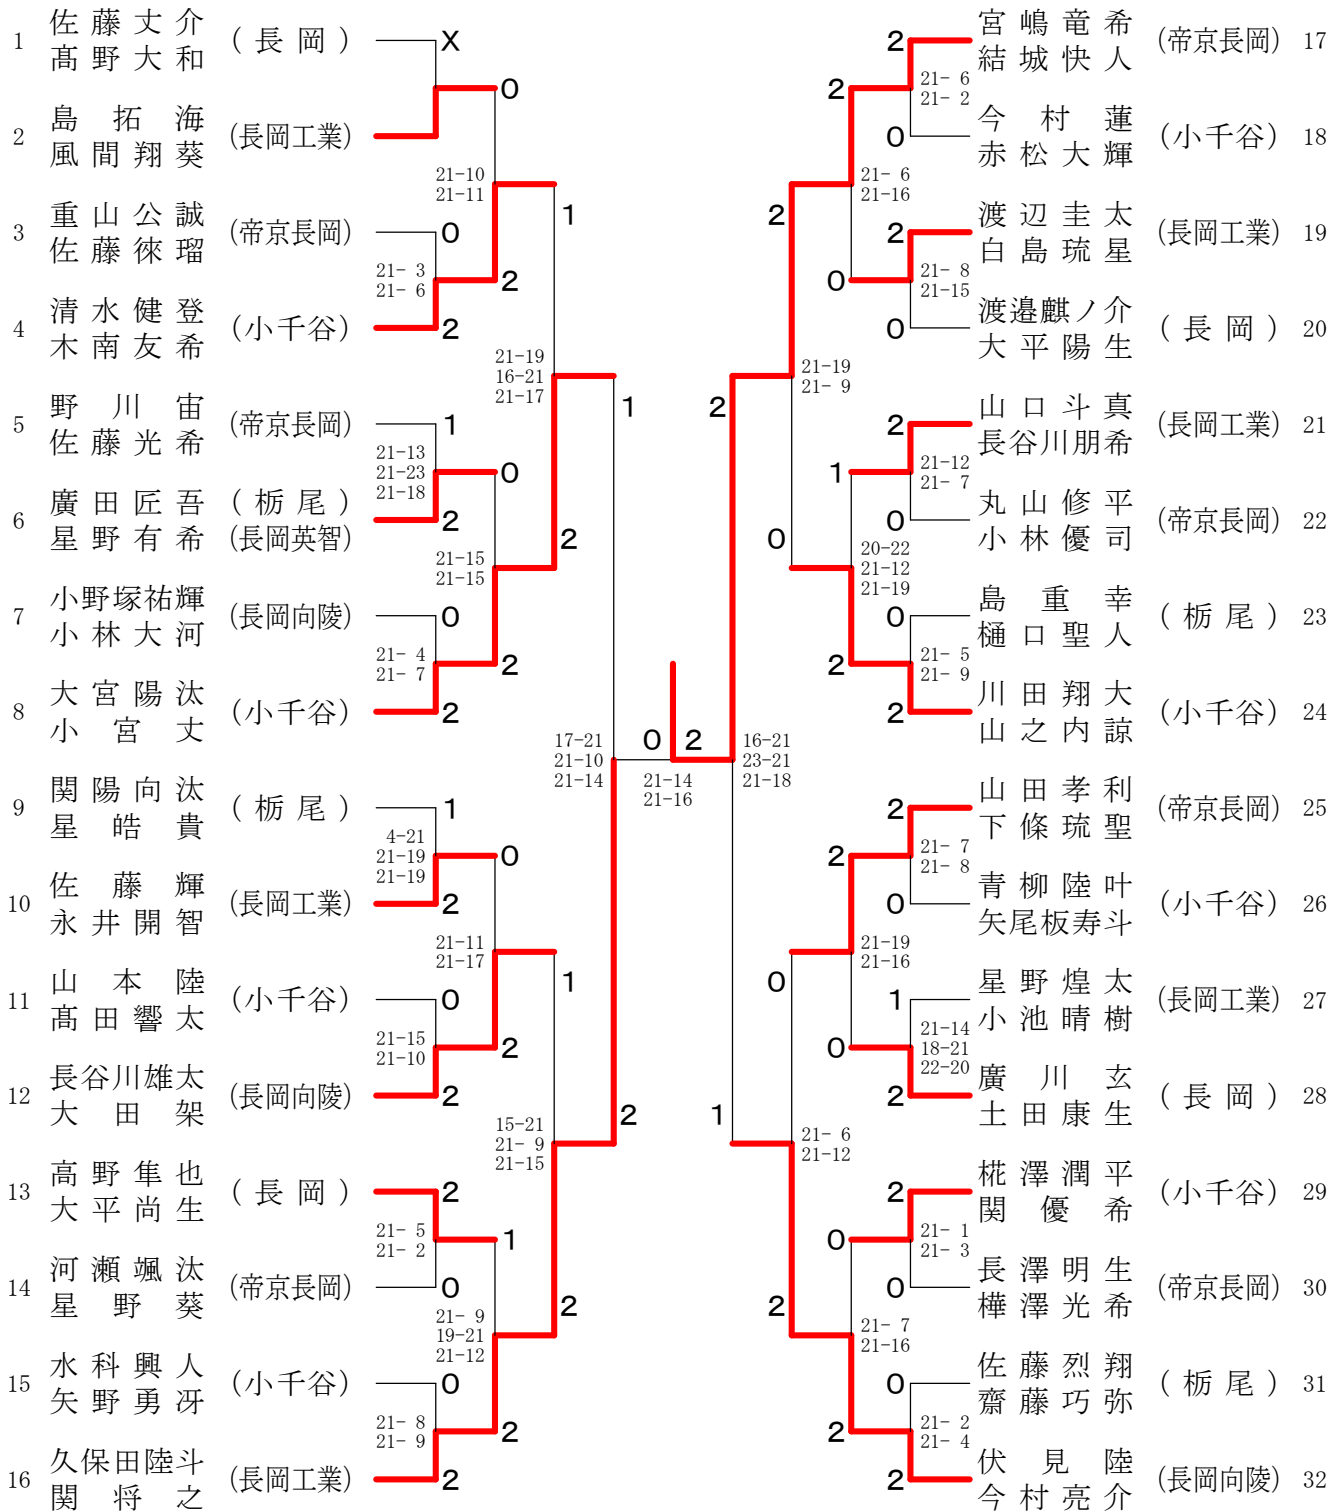 1 佐藤丈介 髙野大和 (長岡) X
2 島拓海 風間翔葵 (長岡工業)
0
21-10
21-11
3 重山公誠 佐藤徠瑠 (帝京長岡) 0
21- 3
21- 6
2
4 清水健登 木南友希 (小千谷) 2
1
21-19
16-21
21-17
5 野川宙 佐藤光希 (帝京長岡) 1
21-13
21-23
21-18
0
6 廣田匠吾 (栃尾) 2
星野有希 (長岡英智)
21-15
21-15
2
7 小野塚祐輝 小林大河 (長岡向陵) 0
21- 4
21- 7
2
8 大宮陽汰 小宮丈 (小千谷) 2
1
17-21
21-10
21-14
9 関陽向汰 星皓貴 (栃尾) 1
4-21
21-19
21-19
0
10 佐藤輝 永井開智 (長岡工業) 2
21-11
21-17
1
11 山本陸 髙田響太 (小千谷) 0
21-15
21-10
2
12 長谷川雄太 大田架 (長岡向陵) 2
15-21
21- 9
21-15
2
13 高野隼也 大平尚生 (長岡) 2
21- 5
21- 2
1
14 河瀬颯汰 星野葵 (帝京長岡) 0
21- 9
19-21
21-12
2
15 水科興人 矢野勇冴 (小千谷) 0
21- 8
21- 9
2
16 久保田陸斗 関将之 (長岡工業) 2
0 2
21-14
21-16
2 宮嶋竜希 結城快人 (帝京長岡) 17
21- 6
21- 2
2
0 今村蓮 赤松大輝 (小千谷) 18
21- 6
21-16
2
2 渡辺圭太 白島琉星 (長岡工業) 19
21- 8
21-15
0
0 渡邉麒ノ介 大平陽生 (長岡) 20
21-19
21- 9
2
2 山口斗真 長谷川朋希 (長岡工業) 21
21-12
21- 7
1
0 丸山修平 小林優司 (帝京長岡) 22
20-22
21-12
21-19
0
0 島重幸 樋口聖人 (栃尾) 23
21- 5
21- 9
2
2 川田翔大 山之内諒 (小千谷) 24
16-21
23-21
21-18
2 山田孝利 下條琉聖 (帝京長岡) 25
21- 7
21- 8
2
0 青柳陸叶 矢尾板寿斗 (小千谷) 26
21-19
21-16
0
1 星野煌太 小池晴樹 (長岡工業) 27
21-14
18-21
22-20
0
2 廣川玄 土田康生 (長岡) 28
1
21- 6
21-12
2 椛澤潤平 関優希 (小千谷) 29
21- 1
21- 3
0
0 長澤明生 樺澤光希 (帝京長岡) 30
2
21- 7
21-16
0 佐藤烈翔 齋藤巧弥 (栃尾) 31
21- 2
21- 4
2
2 伏見陸 今村亮介 (長岡向陵) 32